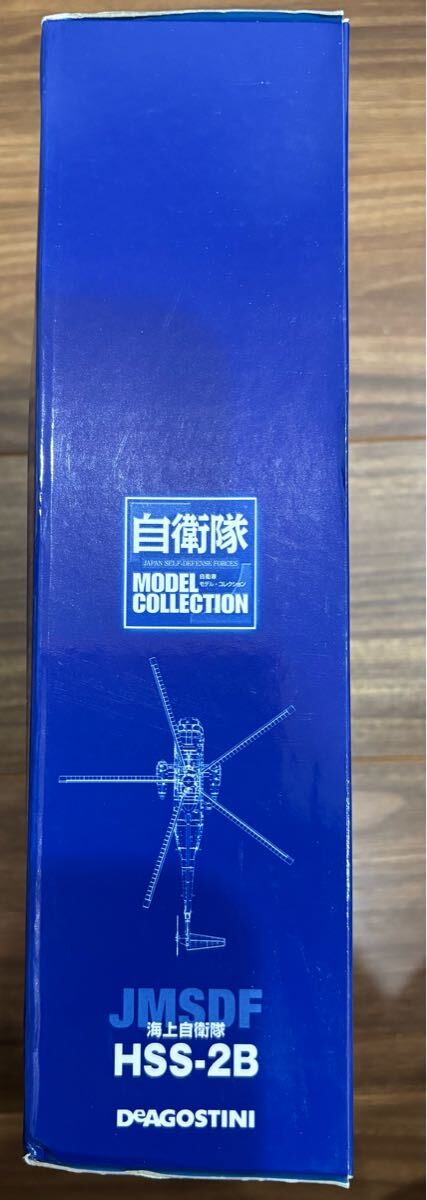 自衛隊
JAPAN SELF-DEFENSE FORCES
MODEL
COLLECTION
自衛隊
モデル・コレクション
JMSDF
海上自衛隊
HSS-2B
DeAGOSTINI